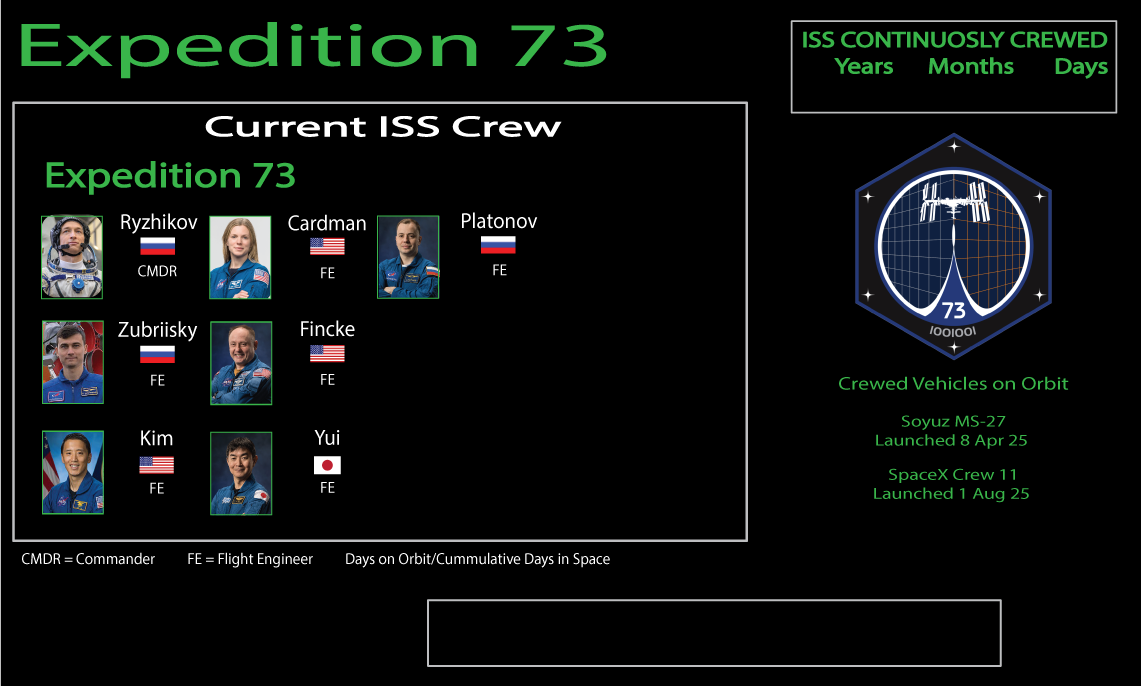 Expedition 73
ISS CONTINUOSLY CREWED
Years Months Days
Current ISS Crew
Expedition 73
Ryzhikov
CMDR
Cardman
FE
Platonov
FE
Zubriisky
FE
Fincke
FE
Kim
FE
Yui
FE
CMDR = Commander FE = Flight Engineer Days on Orbit/Cummulative Days in Space
73
1001001
Crewed Vehicles on Orbit
Soyuz MS-27
Launched 8 Apr 25
SpaceX Crew 11
Launched 1 Aug 25